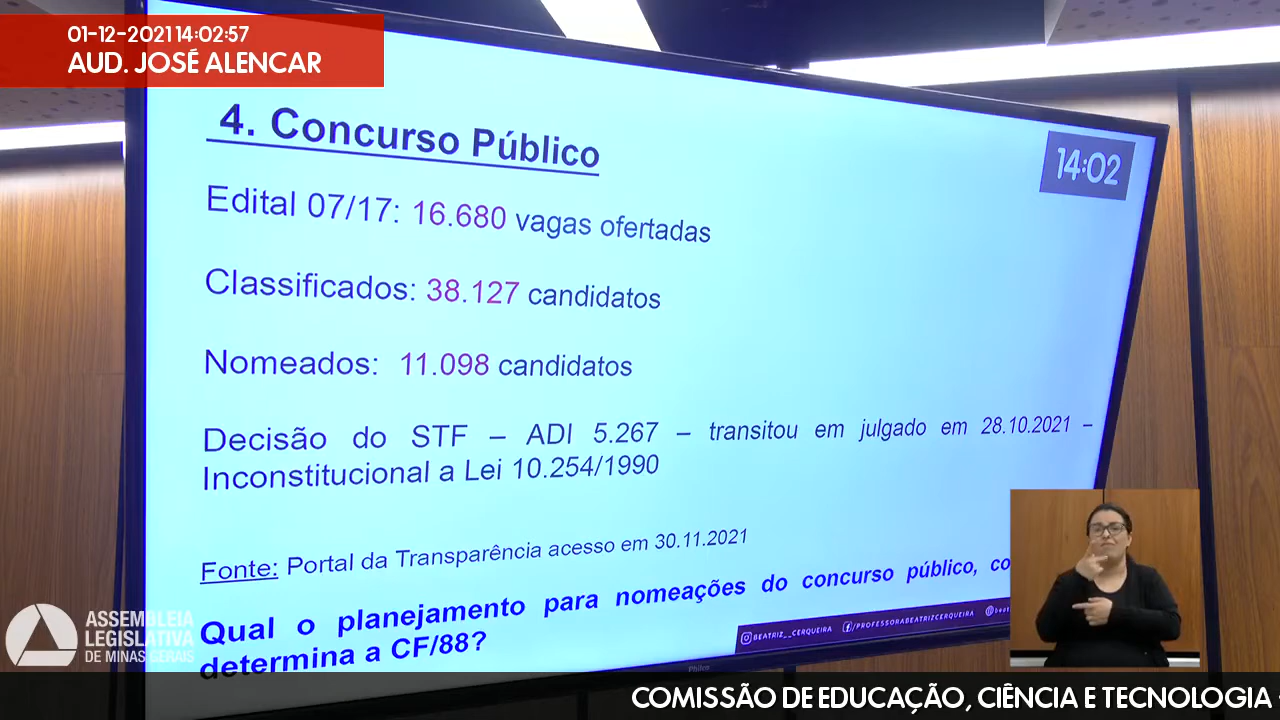 01-12-2021 14:02:57
AUD. JOSÉ ALENCAR
4. Concurso Público
14:02
Edital 07/17: 16.680 vagas ofertadas
Classificados: 38.127 candidatos
Nomeados: 11.098 candidatos
Decisão do STF – ADI 5.267 – transitou em julgado em 28.10.2021 –
Inconstitucional a Lei 10.254/1990
Fonte: Portal da Transparência acesso em 30.11.2021
Qual o planejamento para nomeações do concurso público, co
determina a CF/88?
BEATRIZ__CERQUEIRA /PROFESSORABEATRIZCERQUEIRA
Philco
ASSEMBLEIA
LEGISLATIVA
DE MINAS GERAIS
COMISSÃO DE EDUCAÇÃO, CIÊNCIA E TECNOLOGIA